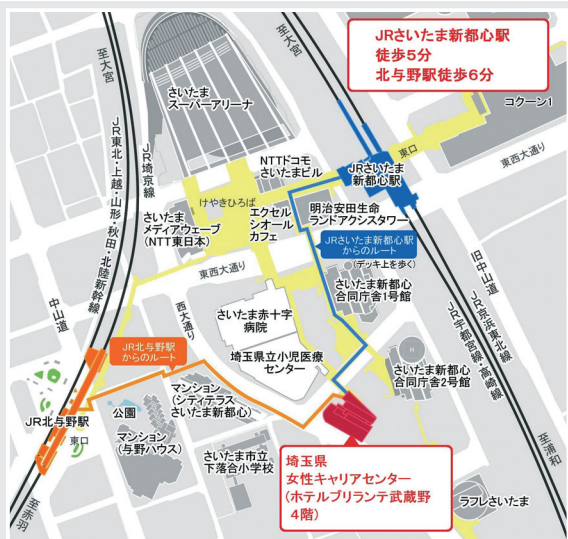 JRさいたま新都心駅
徒歩5分
北与野駅徒歩6分
至大宮
至大宮
さいたま
スーパーアリーナ
コクーン1
JR東北・上越・山形・秋田・北陸新幹線
JR埼京線
NTTドコモ
さいたまビル
東口
JRさいたま
新都心駅
東西大通り
けやきひろば
さいたま
メディアウェーブ
(NTT東日本)
エクセル
シオール
カフェ
明治安田生命
ランドアクシスタワー
JRさいたま新都心駅
からのルート
(デッキ上を歩く)
東西大通り
中山道
西大通り
さいたま新都心
合同庁舎1号館
旧中山道
JR京浜東北線
JR宇都宮線・高崎線
さいたま赤十字
病院
JR北与野駅
からのルート
埼玉県立小児医療
センター
H
さいたま新都心
合同庁舎2号館
マンション
(シティテラス
さいたま新都心)
公園
JR北与野駅
東口
マンション
(与野ハウス)
さいたま市立
下落合小学校
至浦和
埼玉県
女性キャリアセンター
(ホテルブリランテ武蔵野
4階)
ラフレさいたま
至赤羽